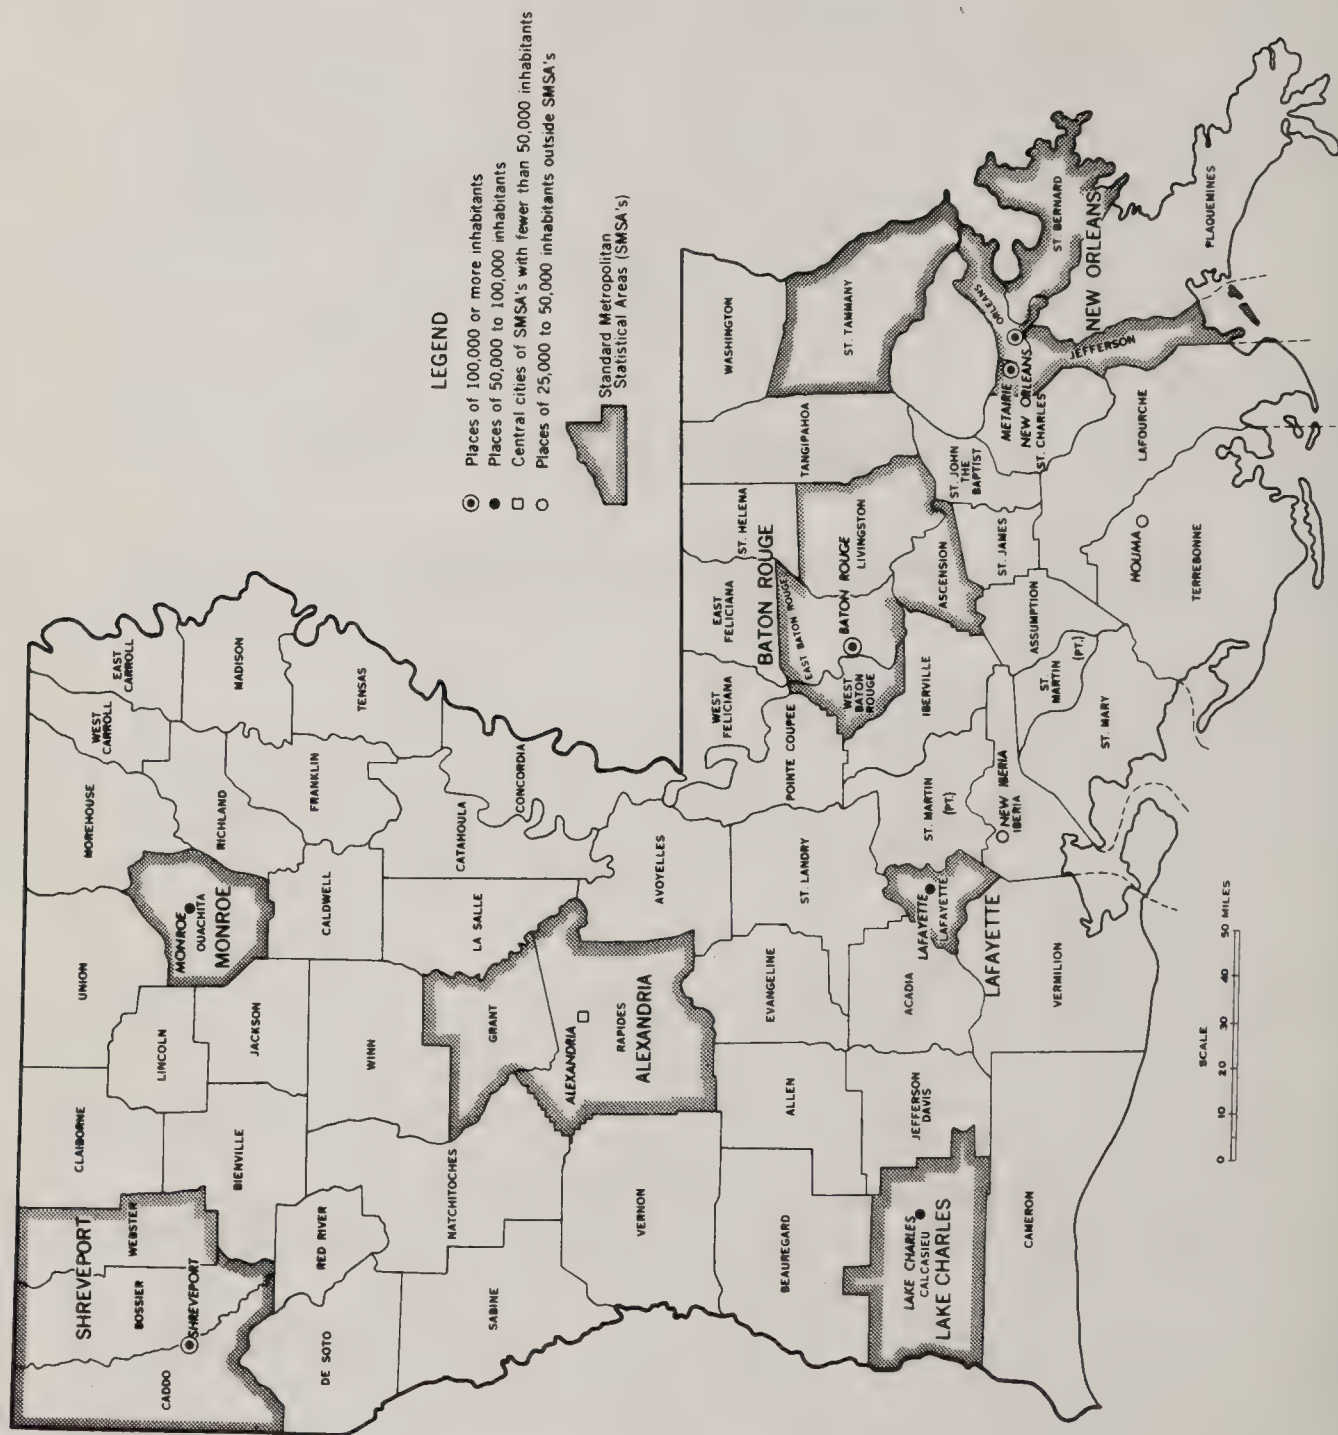 LEGEND
Places of 100,000 or more inhabitants
Places of 50,000 to 100,000 inhabitants
Central cities of SMSA's with fewer than 50,000 inhabitants
Places of 25,000 to 50,000 inhabitants outside SMSA's
Standard Metropolitan
Statistical Areas (SMSA's)
SHREVEPORT
CADDO
BOSSIER
SHREVEPORT
WEBSTER
CLAIBORNE
LINCOLN
UNION
MOREHOUSE
WEST
CARROLL
EAST
CARROLL
MONROE
OUACHITA
MONROE
RICHLAND
MADISON
DE SOTO
RED RIVER
BIENVILLE
JACKSON
CALDWELL
FRANKLIN
TENSAS
SABINE
NATCHITOCHES
WINN
GRANT
LA SALLE
CATAHOULA
CONCORDIA
VERNON
ALEXANDRIA
RAPIDES
ALEXANDRIA
AVOYELLES
BEAUREGARD
ALLEN
EVANGELINE
ST. LANDRY
POINTE COUPEE
WEST
FELICIANA
EAST
FELICIANA
ST. HELENA
TANGIPAHOA
WASHINGTON
ST. TAMMANY
BATON ROUGE
EAST BATON ROUGE
BATON ROUGE
LIVINGSTON
WEST
BATON
ROUGE
ASCENSION
IBERVILLE
LAKE CHARLES
CALCASIEU
LAKE CHARLES
JEFFERSON
DAVIS
ACADIA
LAFAYETTE
LAFAYETTE
LAFAYETTE
ST. MARTIN
(PT.)
NEW IBERIA
IBERIA
CAMERON
VERMILION
ST. MARTIN
(PT.)
ST. MARY
ASSUMPTION
ST. JAMES
ST. JOHN
THE
BAPTIST
ST. CHARLES
METAIRIE
NEW ORLEANS
ORLEANS
JEFFERSON
NEW ORLEANS
ST. BERNARD
PLAQUEMINES
LAFOURCHE
HOUMA
TERREBONNE
SCALE
0 10 20 30 40 50 MILES